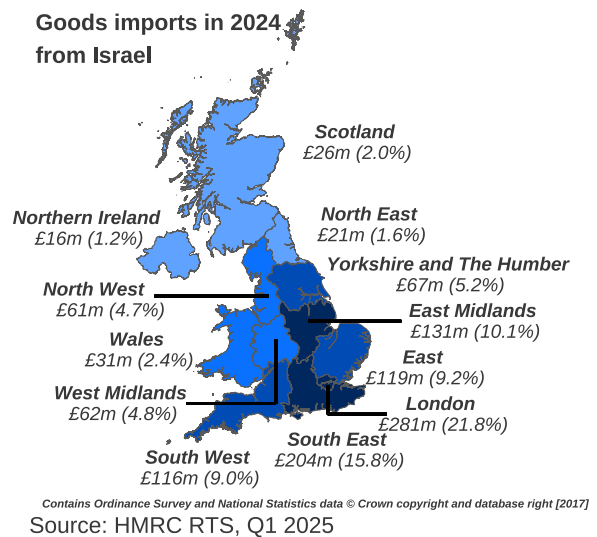 Goods imports in 2024
from Israel
Scotland
£26m (2.0%)
Northern Ireland
£16m (1.2%)
North East
£21m (1.6%)
Yorkshire and The Humber
£67m (5.2%)
North West
£61m (4.7%)
East Midlands
£131m (10.1%)
Wales
£31m (2.4%)
East
£119m (9.2%)
West Midlands
£62m (4.8%)
London
£281m (21.8%)
South East
£204m (15.8%)
South West
£116m (9.0%)
Contains Ordinance Survey and National Statistics data © Crown copyright and database right [2017]
Source: HMRC RTS, Q1 2025